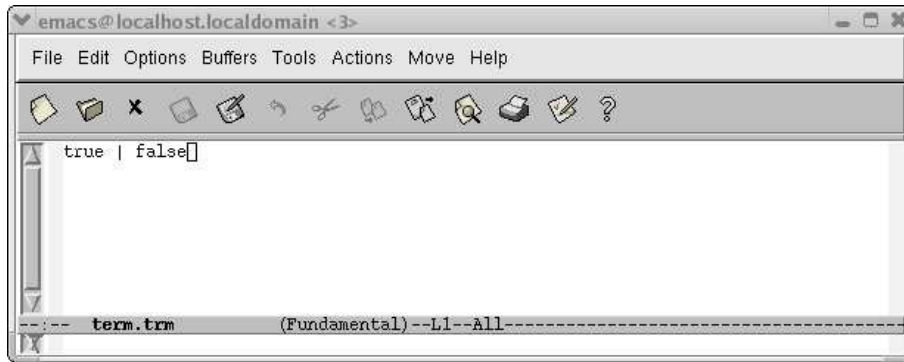 emacs@localhost.localdomain <3>
File Edit Options Buffers Tools Actions Move Help
true | false
--:-- term.trm (Fundamental)--L1--All----------------------------------------